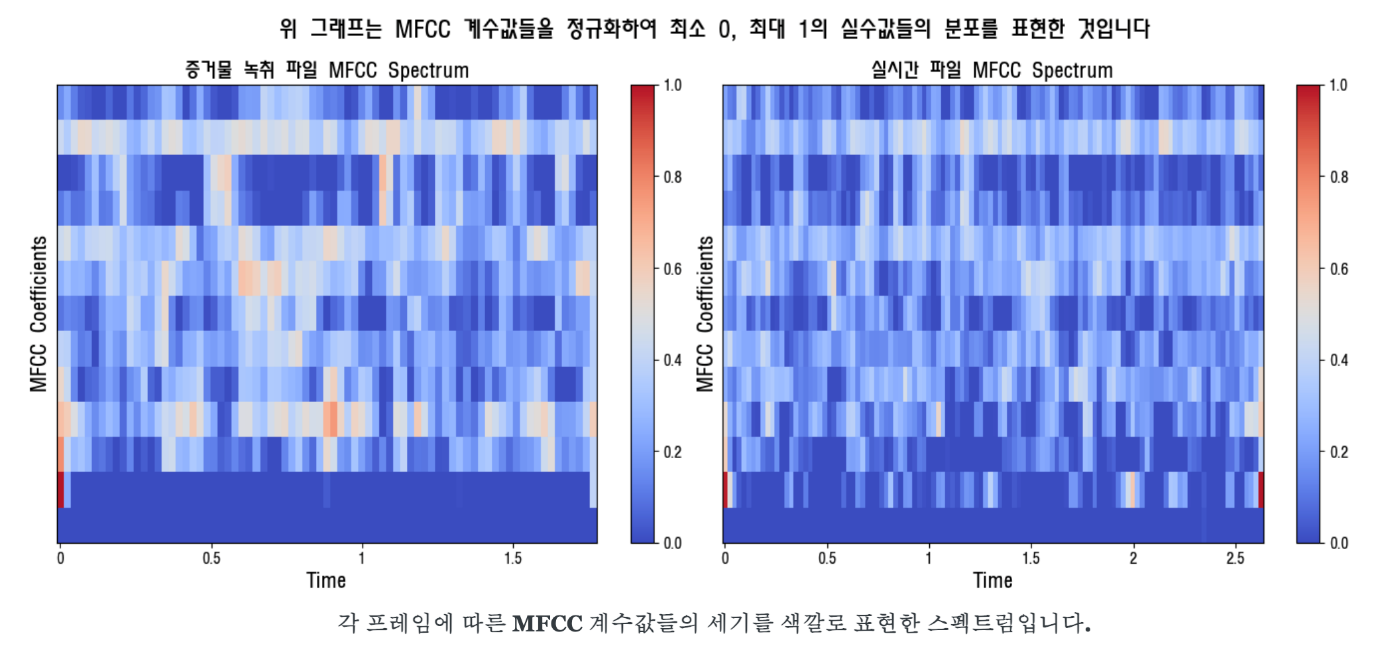 위 그래프는 MFCC 계수값들을 정규화하여 최소 0, 최대 1의 실수값들의 분포를 표현한 것입니다
증거물 녹취 파일 MFCC Spectrum
MFCC Coefficients
1.0
0.8
0.6
0.4
0.2
0.0
0 0.5 1 1.5
Time
실시간 파일 MFCC Spectrum
MFCC Coefficients
1.0
0.8
0.6
0.4
0.2
0.0
0 0.5 1 1.5 2 2.5
Time
각 프레임에 따른 MFCC 계수값들의 세기를 색깔로 표현한 스펙트럼입니다.